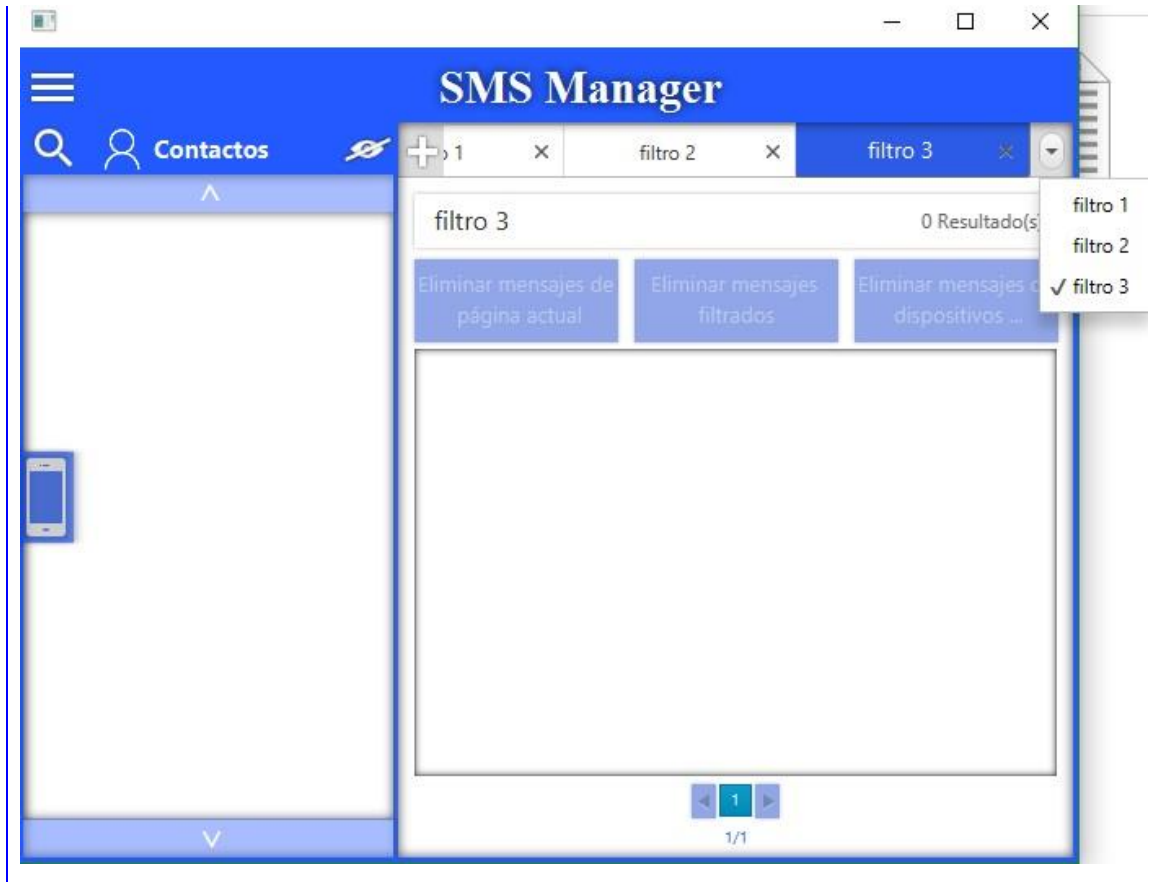 SMS Manager
Contactos
1
filtro 2
filtro 3
filtro 1
filtro 2
filtro 3
filtro 3
0 Resultado(s)
Eliminar mensajes de
página actual
Eliminar mensajes
filtrados
Eliminar mensajes
dispositivos ...
1
1/1